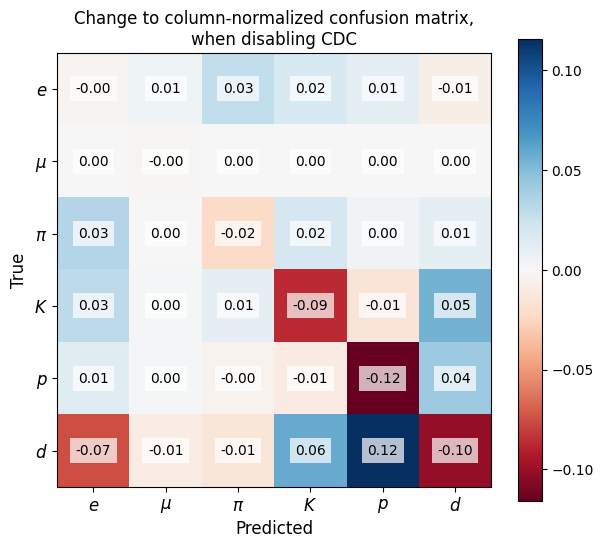 Change to column-normalized confusion matrix,
when disabling CDC
True
e -0.00 0.01 0.03 0.02 0.01 -0.01
μ 0.00 -0.00 0.00 0.00 0.00 0.00
π 0.03 0.00 -0.02 0.02 0.00 0.01
K 0.03 0.00 0.01 -0.09 -0.01 0.05
p 0.01 0.00 -0.00 -0.01 -0.12 0.04
d -0.07 -0.01 -0.01 0.06 0.12 -0.10
e μ π K p d
Predicted
0.10
0.05
0.00
−0.05
−0.10